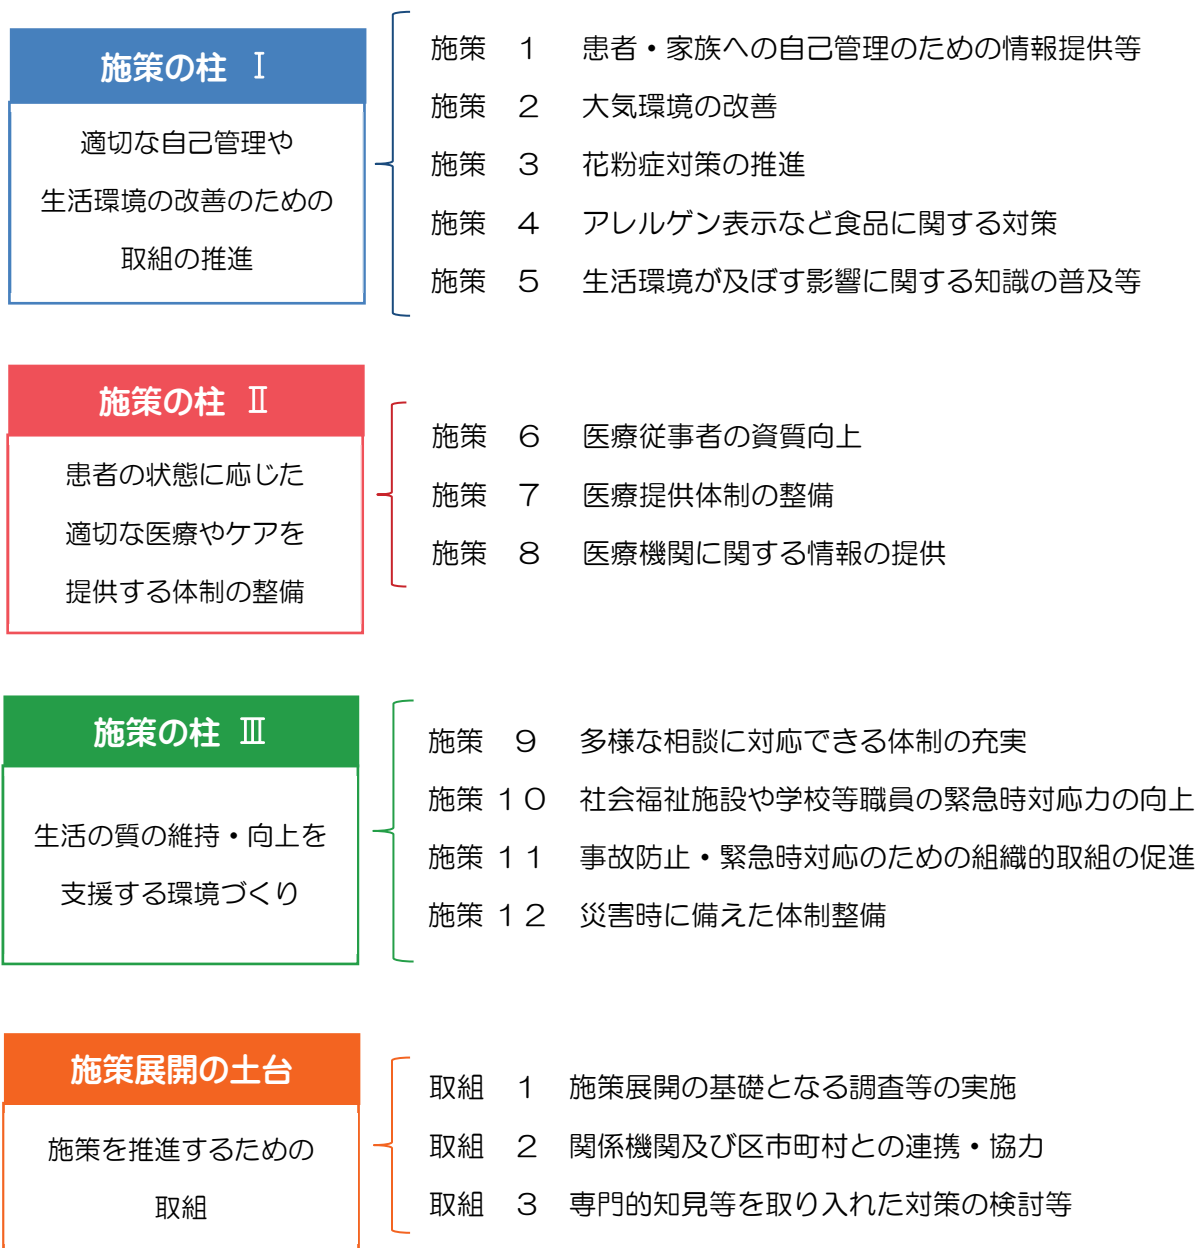 施策の柱 Ⅰ
適切な自己管理や
生活環境の改善のための
取組の推進
施策 1 患者・家族への自己管理のための情報提供等
施策 2 大気環境の改善
施策 3 花粉症対策の推進
施策 4 アレルゲン表示など食品に関する対策
施策 5 生活環境が及ぼす影響に関する知識の普及等
施策の柱 Ⅱ
患者の状態に応じた
適切な医療やケアを
提供する体制の整備
施策 6 医療従事者の資質向上
施策 7 医療提供体制の整備
施策 8 医療機関に関する情報の提供
施策の柱 Ⅲ
生活の質の維持・向上を
支援する環境づくり
施策 9 多様な相談に対応できる体制の充実
施策 10 社会福祉施設や学校等職員の緊急時対応力の向上
施策 11 事故防止・緊急時対応のための組織的取組の促進
施策 12 災害時に備えた体制整備
施策展開の土台
施策を推進するための
取組
取組 1 施策展開の基礎となる調査等の実施
取組 2 関係機関及び区市町村との連携・協力
取組 3 専門的知見等を取り入れた対策の検討等